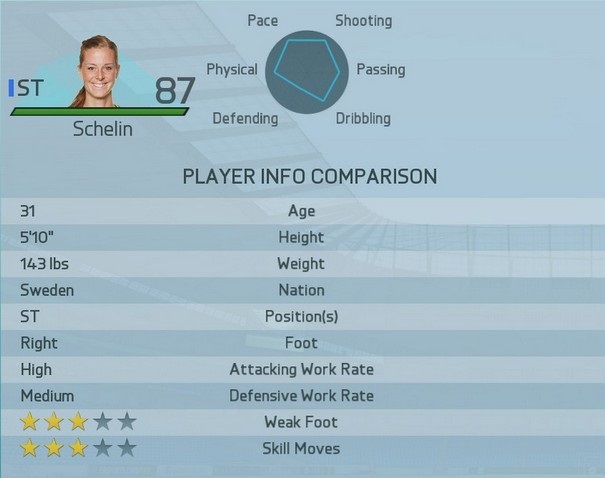 Pace Shooting
Physical Passing
ST 87
Defending Dribbling
Schelin
PLAYER INFO COMPARISON
31 Age
5'10" Height
143 lbs Weight
Sweden Nation
ST Position(s)
Right Foot
High Attacking Work Rate
Medium Defensive Work Rate
Weak Foot
Skill Moves